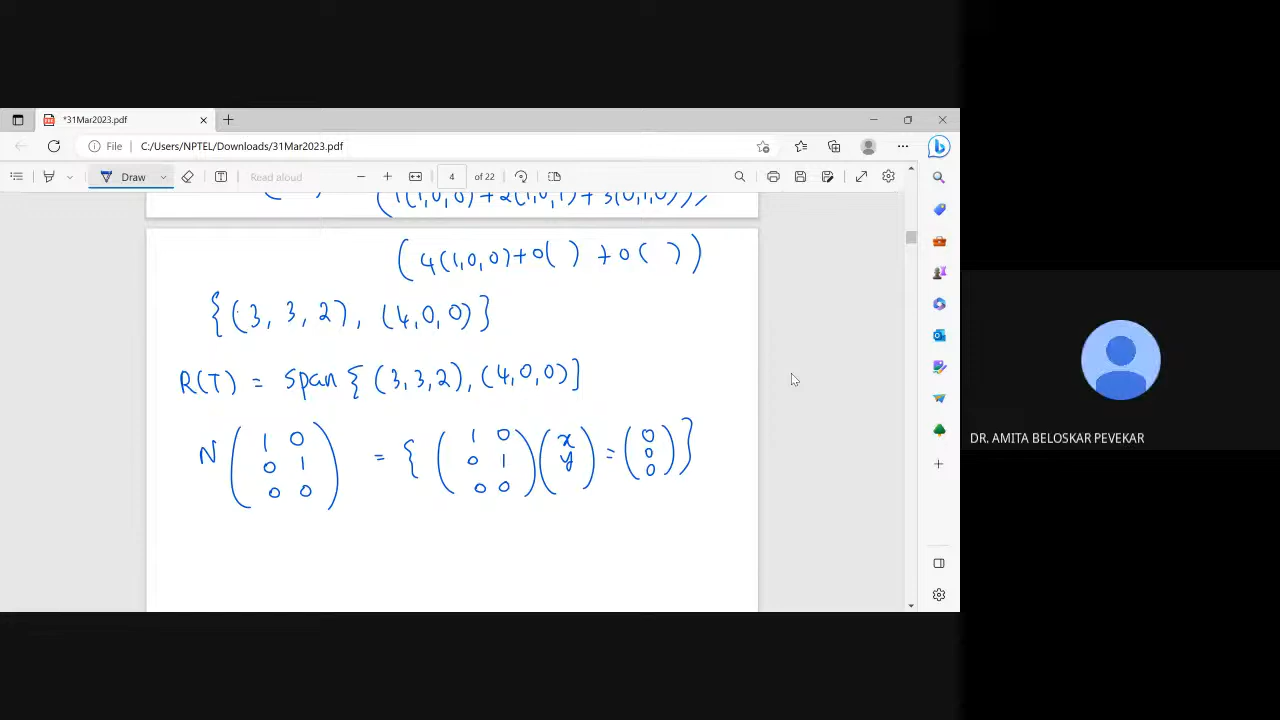 *31Mar2023.pdf
File C:/Users/NPTEL/Downloads/31Mar2023.pdf
Draw Read aloud 4 of 22
(1(1,0,0)+2(1,0,1)+3(0,1,0)),
(4(1,0,0)+0( ) +0( ))
{(3, 3, 2), (4,0,0)}
R(T) = span{(3,3,2), (4,0,0)]
N (1 0 0 1 0 0) = { (1 0 0 1 0 0) (x y) = (0 0 0) }
DR. AMITA BELOSKAR PEVEKAR